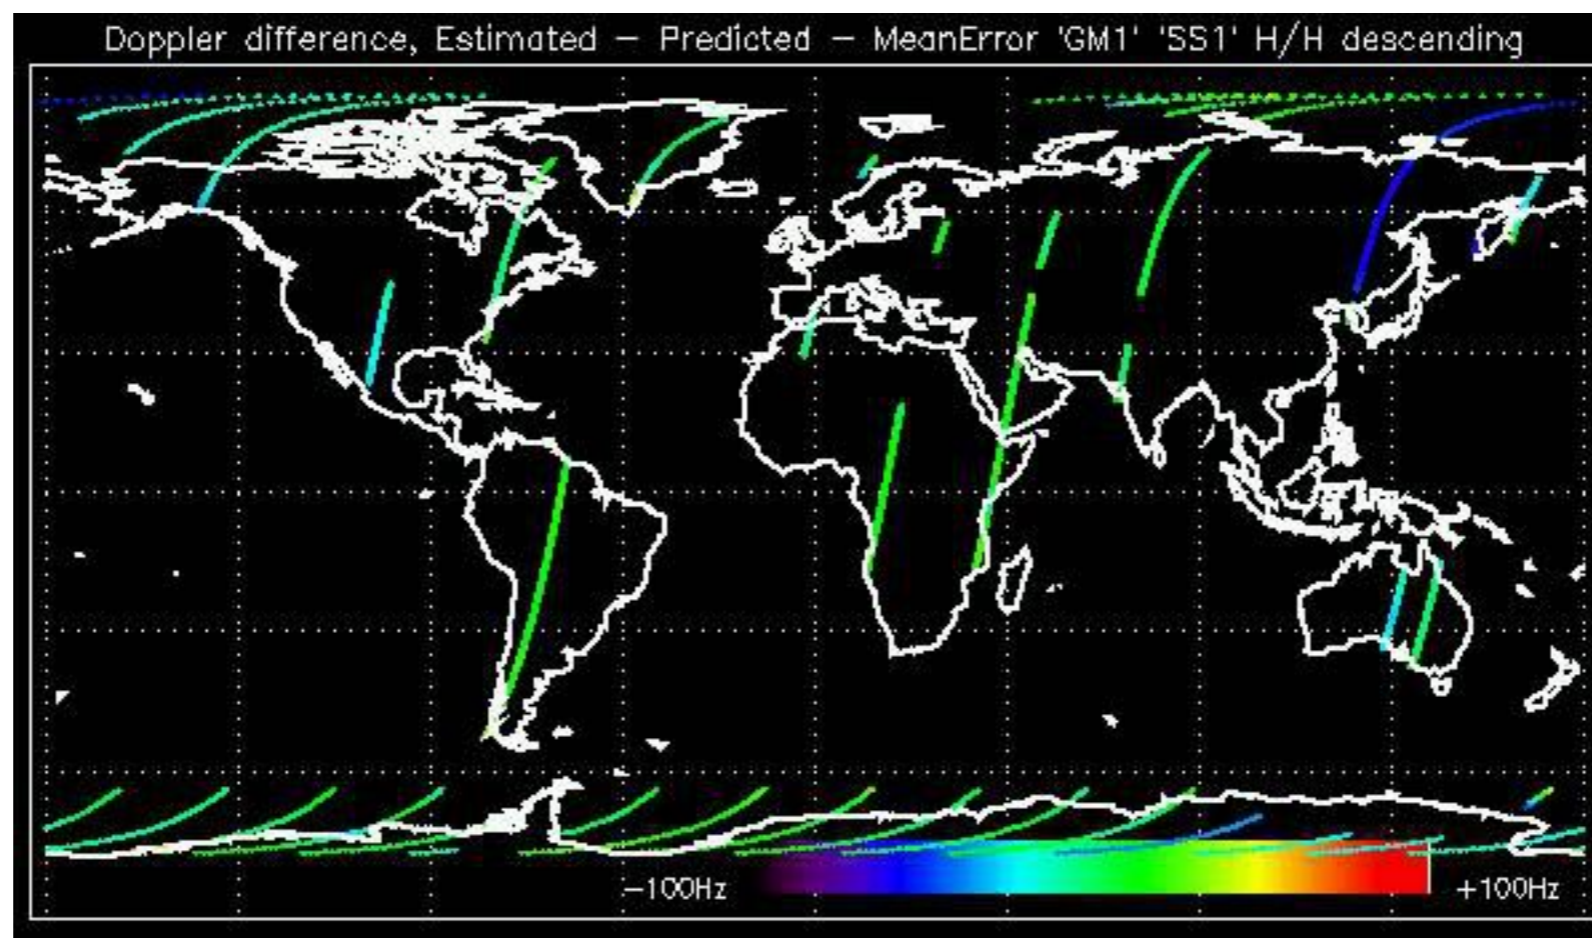 Doppler difference, Estimated – Predicted – MeanError 'GM1' 'SS1' H/H descending
–100Hz +100Hz